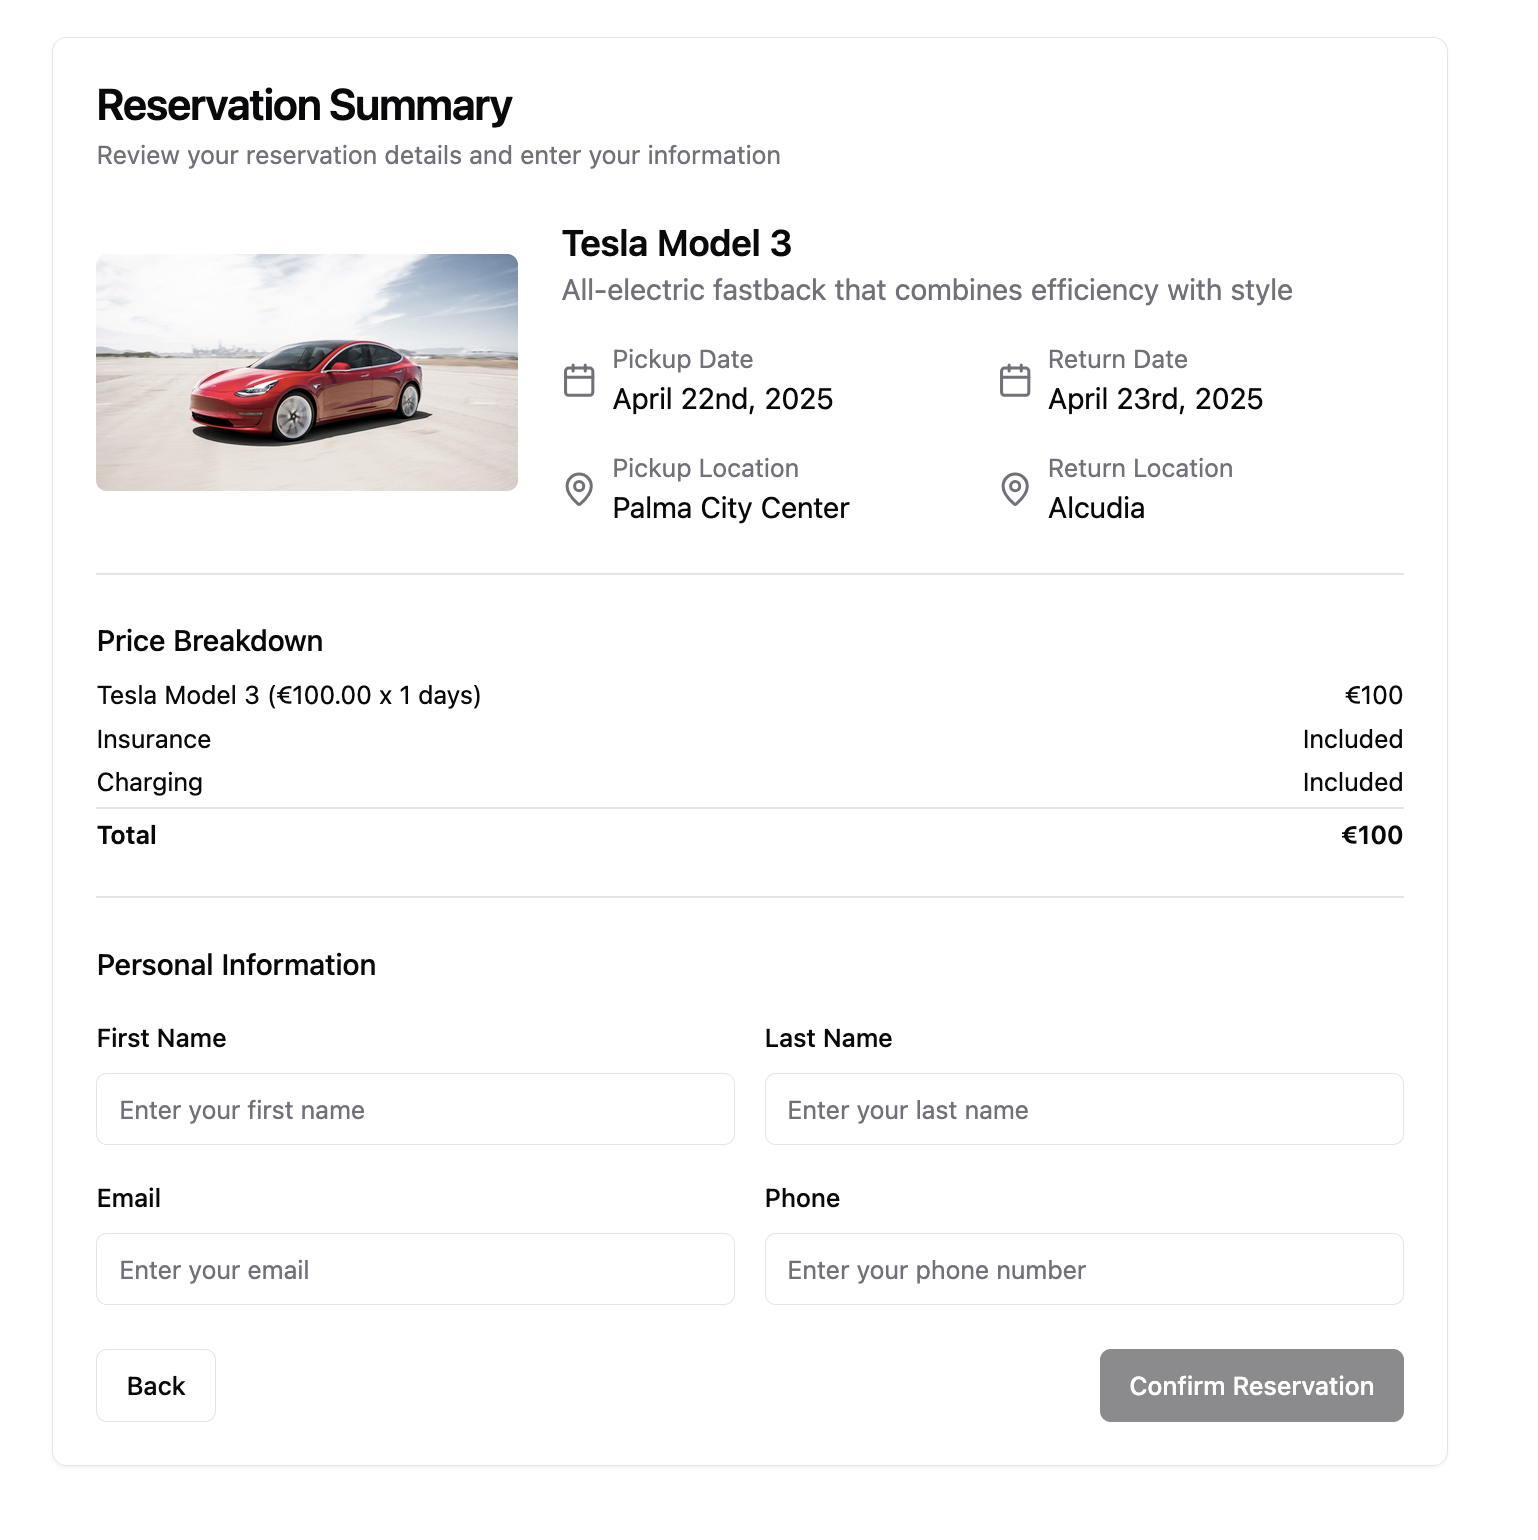 Reservation Summary
Review your reservation details and enter your information
Tesla Model 3
All-electric fastback that combines efficiency with style
Pickup Date
April 22nd, 2025
Return Date
April 23rd, 2025
Pickup Location
Palma City Center
Return Location
Alcudia
Price Breakdown
Tesla Model 3 (€100.00 x 1 days) €100
Insurance Included
Charging Included
Total €100
Personal Information
First Name
Enter your first name
Last Name
Enter your last name
Email
Enter your email
Phone
Enter your phone number
Back
Confirm Reservation